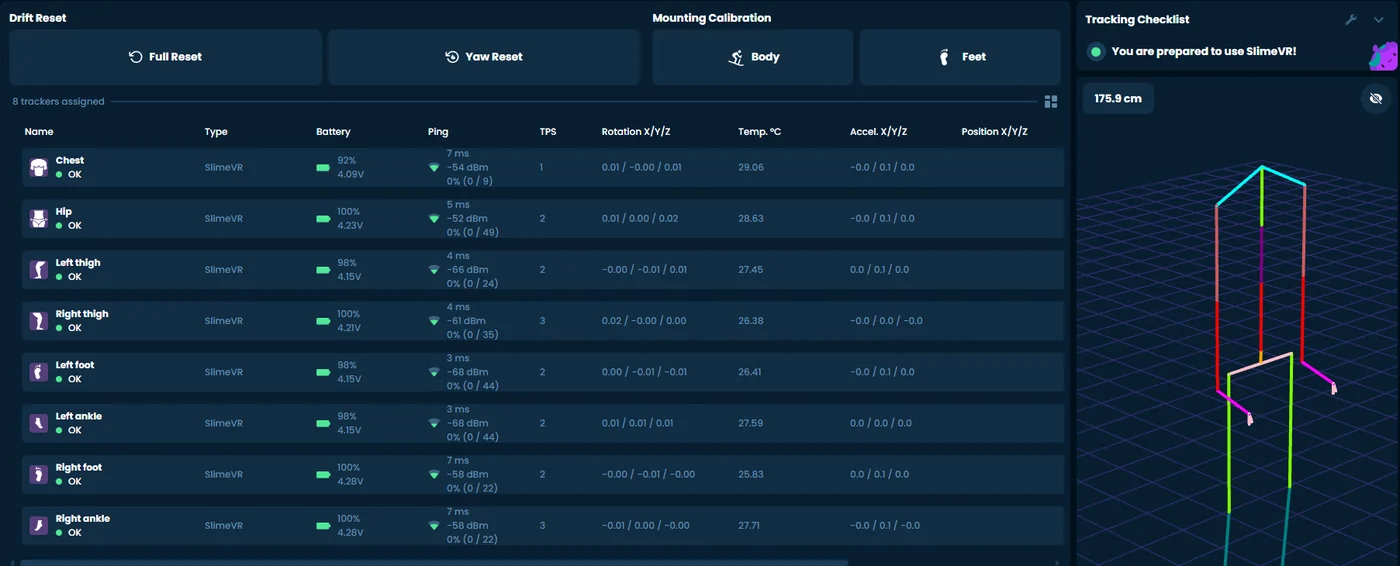 Drift Reset
Mounting Calibration
Full Reset
Yaw Reset
Body
Feet
8 trackers assigned
Name Type Battery Ping TPS Rotation X/Y/Z Temp. °C Accel. X/Y/Z Position X/Y/Z
Chest
OK
SlimeVR
92%
4.09V
7 ms
-54 dBm
0% (0 / 9)
1
0.01 / -0.00 / 0.01
29.06
-0.0 / 0.1 / 0.0
Hip
OK
SlimeVR
100%
4.23V
5 ms
-52 dBm
0% (0 / 49)
2
0.01 / 0.00 / 0.02
28.63
-0.0 / 0.1 / 0.0
Left thigh
OK
SlimeVR
98%
4.15V
4 ms
-66 dBm
0% (0 / 24)
2
-0.00 / -0.01 / 0.01
27.45
0.0 / 0.1 / 0.0
Right thigh
OK
SlimeVR
100%
4.21V
4 ms
-61 dBm
0% (0 / 35)
3
0.02 / -0.00 / 0.00
26.38
-0.0 / 0.0 / -0.0
Left foot
OK
SlimeVR
98%
4.15V
3 ms
-68 dBm
0% (0 / 44)
2
0.00 / -0.01 / -0.01
26.41
-0.0 / 0.1 / 0.0
Left ankle
OK
SlimeVR
98%
4.15V
3 ms
-68 dBm
0% (0 / 44)
2
0.01 / 0.01 / 0.01
27.59
0.0 / 0.0 / 0.0
Right foot
OK
SlimeVR
100%
4.28V
7 ms
-58 dBm
0% (0 / 22)
2
-0.00 / -0.01 / -0.00
25.83
0.0 / 0.1 / 0.0
Right ankle
OK
SlimeVR
100%
4.28V
7 ms
-58 dBm
0% (0 / 22)
3
-0.01 / 0.00 / -0.00
27.71
-0.0 / 0.1 / -0.0
Tracking Checklist
You are prepared to use SlimeVR!
175.9 cm